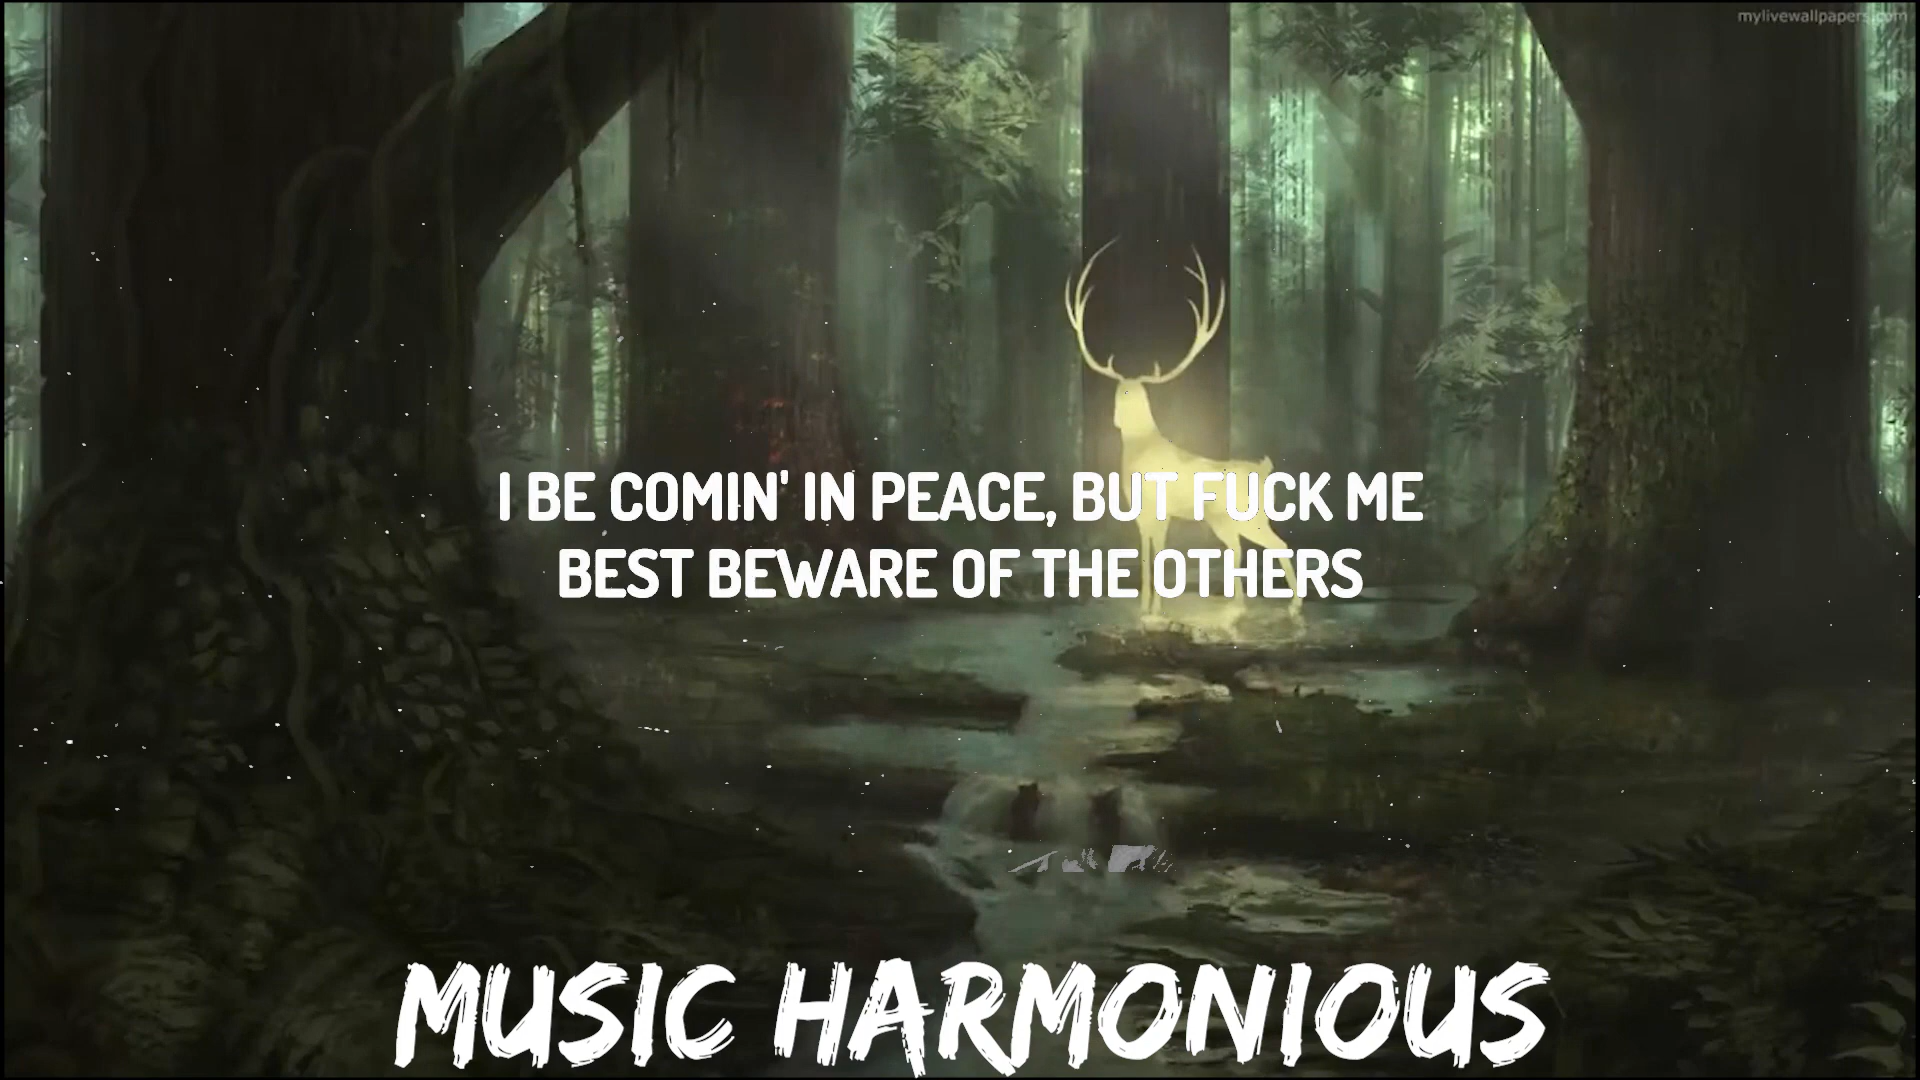 mylivewallpapers.com
I BE COMIN' IN PEACE, BUT FUCK ME
BEST BEWARE OF THE OTHERS
MUSIC HARMONIOUS